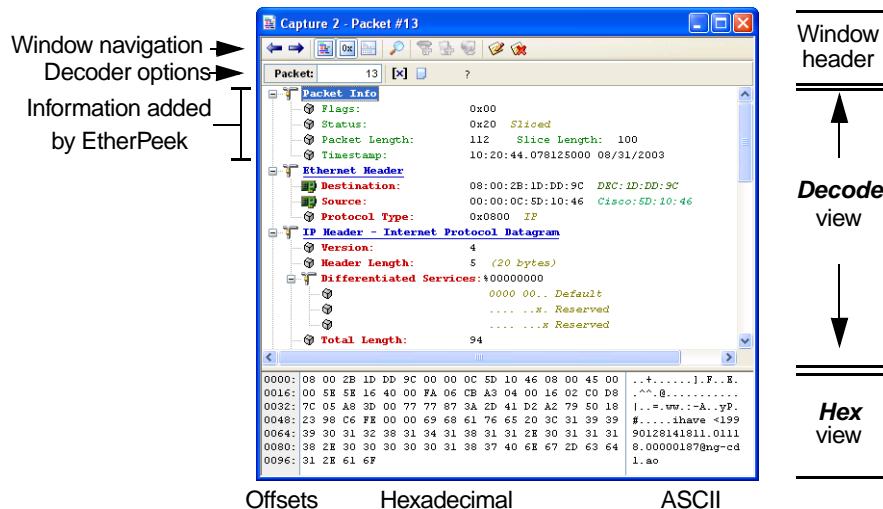 Capture 2 - Packet #13
Window navigation
0x
Decoder options
Packet: 13 [x] ?
Information added
by EtherPeek
Packet Info
Flags: 0x00
Status: 0x20 Sliced
Packet Length: 112 Slice Length: 100
Timestamp: 10:20:44.078125000 08/31/2003
Ethernet Header
Destination: 08:00:2B:1D:DD:9C DEC:1D:DD:9C
Source: 00:00:0C:5D:10:46 Cisco:5D:10:46
Protocol Type: 0x0800 IP
IP Header - Internet Protocol Datagram
Version: 4
Header Length: 5 (20 bytes)
Differentiated Services:%00000000
0000 00.. Default
.... ..x. Reserved
.... ...x Reserved
Total Length: 94
0000: 08 00 2B 1D DD 9C 00 00 0C 5D 10 46 08 00 45 00 ..+......].F..E.
0016: 00 5E 5E 16 40 00 FA 06 CB A3 04 00 16 02 C0 D8 .^^.@...........
0032: 7C 05 A8 3D 00 77 77 87 3A 2D 41 D2 A2 79 50 18 |..=.ww.:-A..yP.
0048: 23 98 C6 FE 00 00 69 68 61 76 65 20 3C 31 39 39 #.....ihave <199
0064: 39 30 31 32 38 31 34 31 38 31 31 2E 30 31 31 31 90128141811.0111
0080: 38 2E 30 30 30 30 30 31 38 37 40 6E 67 2D 63 64 8.00000187@ng-cd
0096: 31 2E 61 6F 1.ao
Offsets Hexadecimal ASCII
Window
header
Decode
view
Hex
view